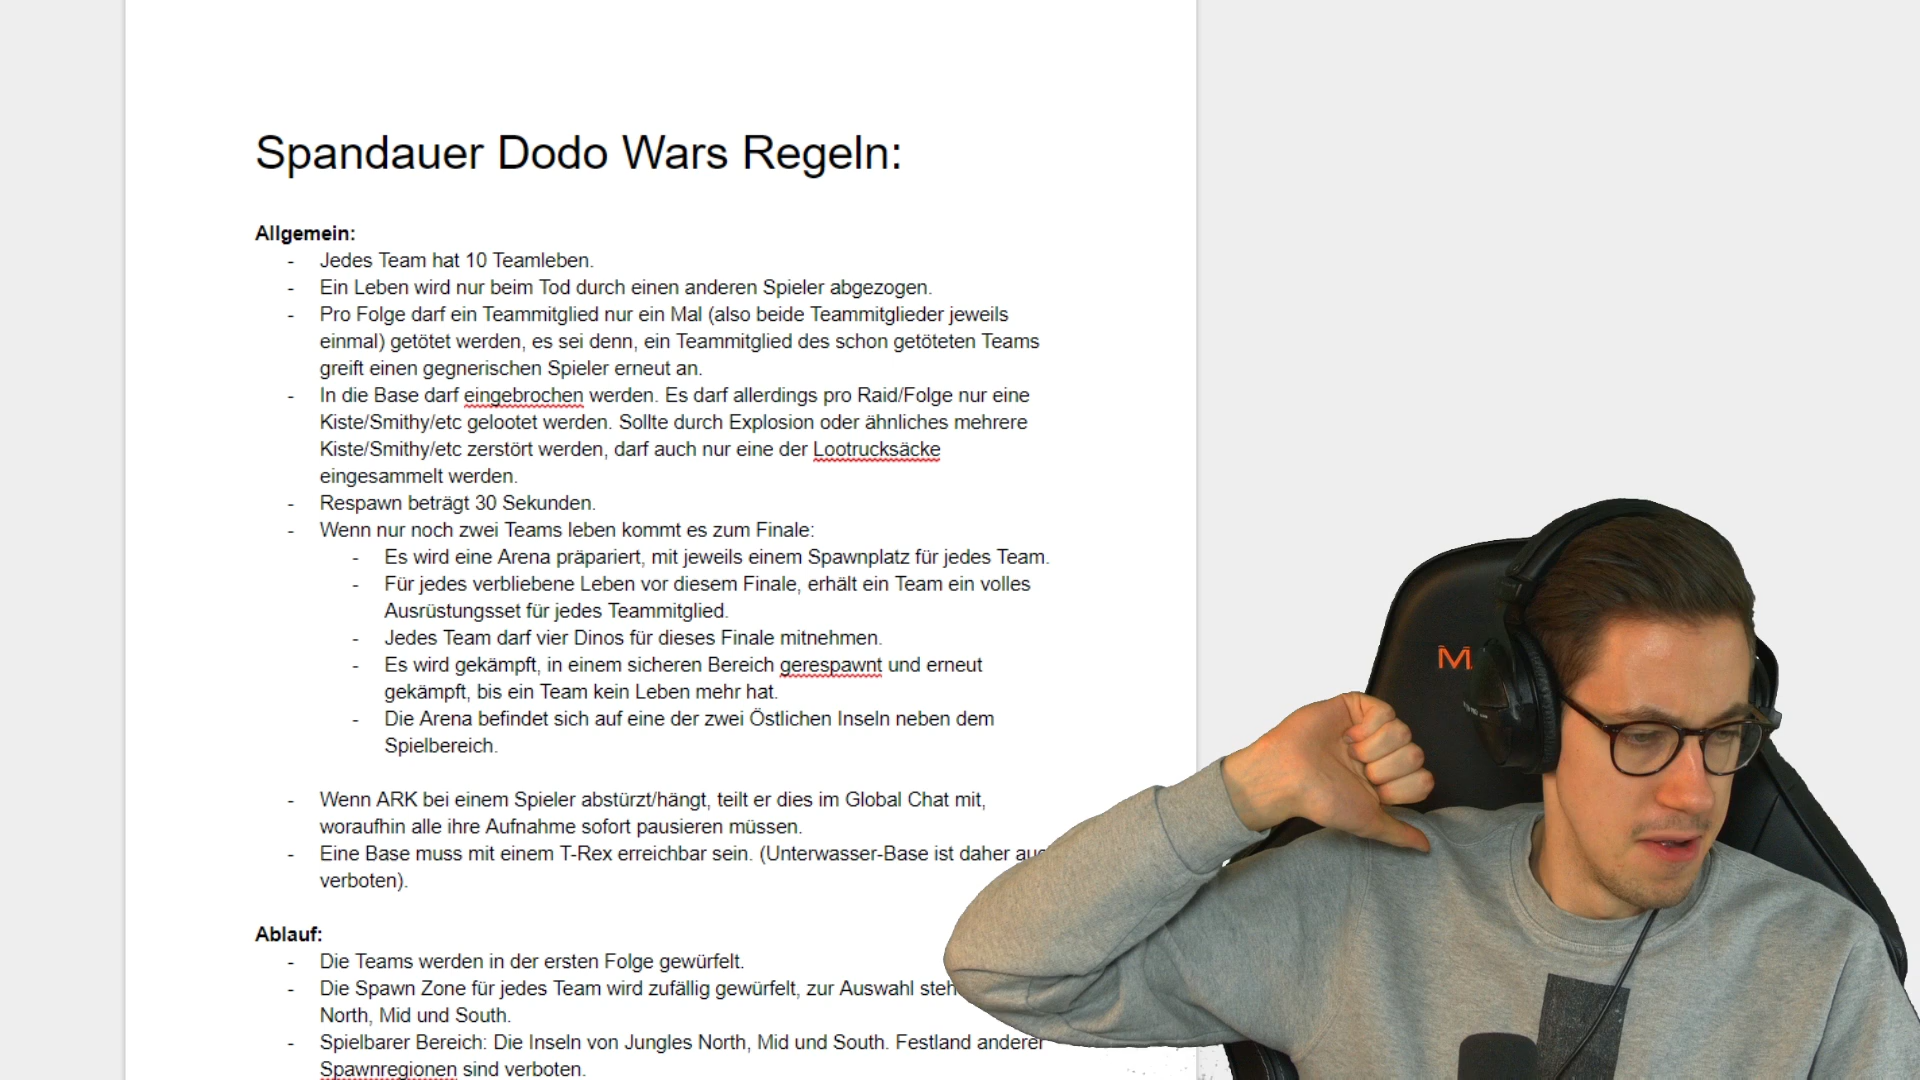 Spandauer Dodo Wars Regeln:
Allgemein:
- Jedes Team hat 10 Teamleben.
- Ein Leben wird nur beim Tod durch einen anderen Spieler abgezogen.
- Pro Folge darf ein Teammitglied nur ein Mal (also beide Teammitglieder jeweils
einmal) getötet werden, es sei denn, ein Teammitglied des schon getöteten Teams
greift einen gegnerischen Spieler erneut an.
- In die Base darf eingebrochen werden. Es darf allerdings pro Raid/Folge nur eine
Kiste/Smithy/etc gelootet werden. Sollte durch Explosion oder ähnliches mehrere
Kiste/Smithy/etc zerstört werden, darf auch nur eine der Lootrucksäcke
eingesammelt werden.
- Respawn beträgt 30 Sekunden.
- Wenn nur noch zwei Teams leben kommt es zum Finale:
- Es wird eine Arena präpariert, mit jeweils einem Spawnplatz für jedes Team.
- Für jedes verbliebene Leben vor diesem Finale, erhält ein Team ein volles
Ausrüstungsset für jedes Teammitglied.
- Jedes Team darf vier Dinos für dieses Finale mitnehmen.
- Es wird gekämpft, in einem sicheren Bereich gerespawnt und erneut
gekämpft, bis ein Team kein Leben mehr hat.
- Die Arena befindet sich auf eine der zwei Östlichen Inseln neben dem
Spielbereich.
- Wenn ARK bei einem Spieler abstürzt/hängt, teilt er dies im Global Chat mit,
woraufhin alle ihre Aufnahme sofort pausieren müssen.
- Eine Base muss mit einem T-Rex erreichbar sein. (Unterwasser-Base ist daher
verboten).
Ablauf:
- Die Teams werden in der ersten Folge gewürfelt.
- Die Spawn Zone für jedes Team wird zufällig gewürfelt, zur Auswahl
North, Mid und South.
- Spielbarer Bereich: Die Inseln von Jungles North, Mid und South. Festland anderer
Spawnregionen sind verboten.